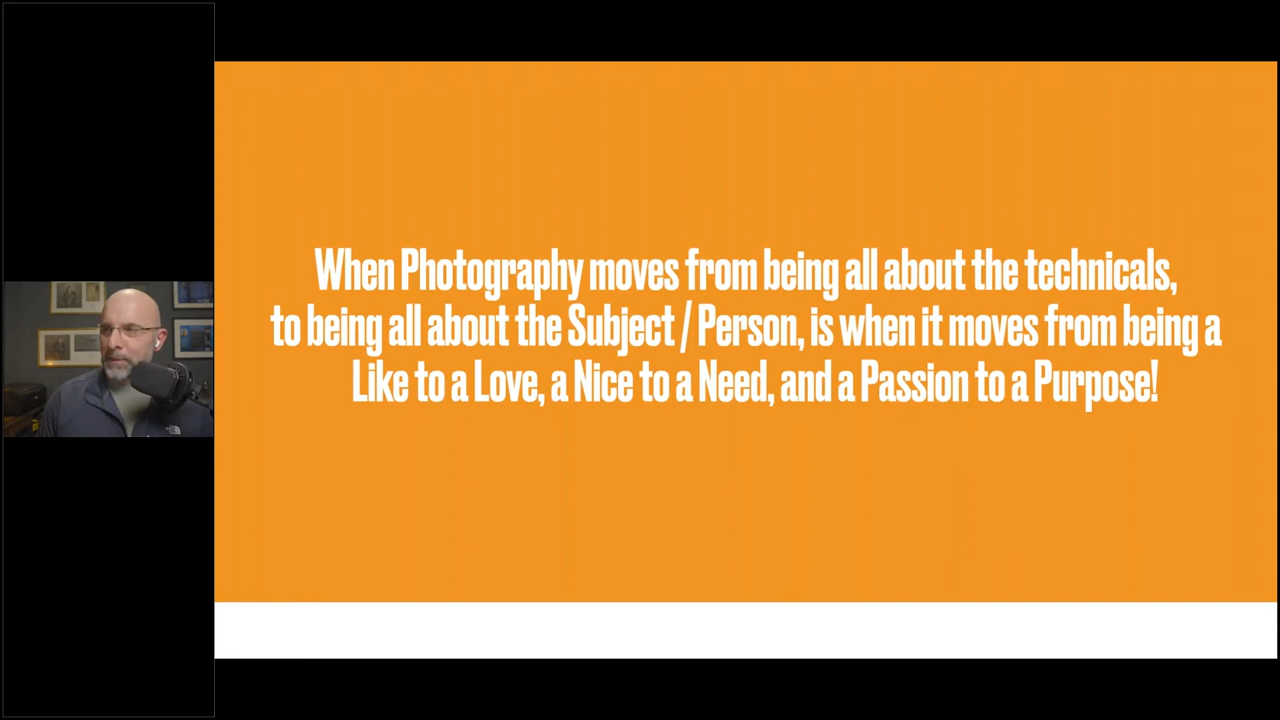 When Photography moves from being all about the technicals,
to being all about the Subject / Person, is when it moves from being a
Like to a Love, a Nice to a Need, and a Passion to a Purpose!